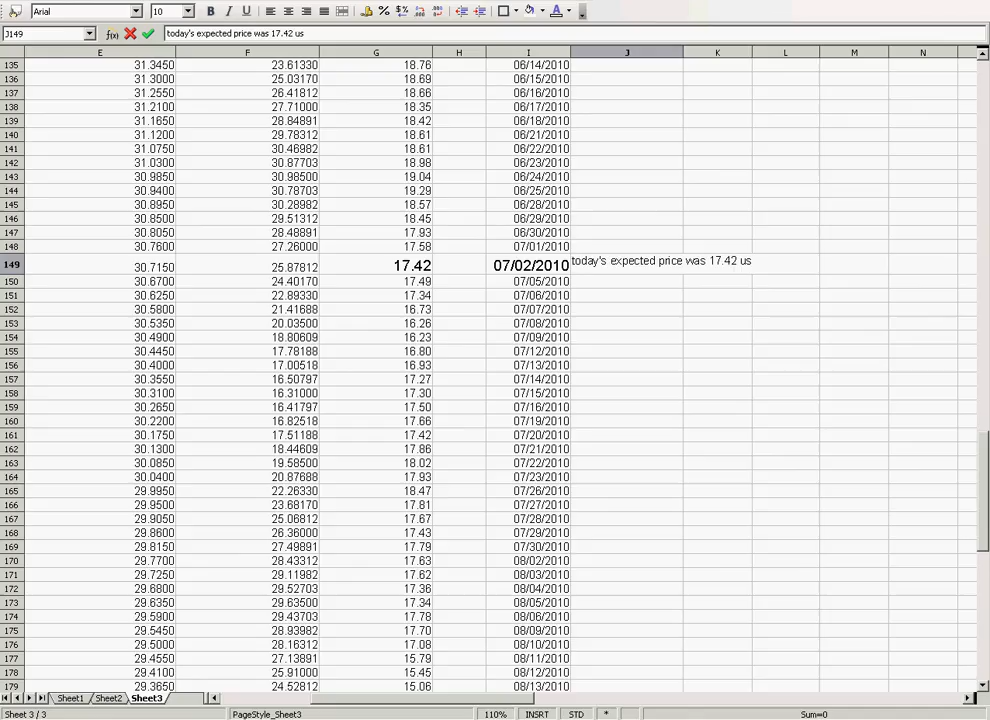 Arial 10 B I U % $%
J149 f(x) today's expected price was 17.42 us
E F G H I J K L M N
135 31.3450 23.61330 18.76 06/14/2010
136 31.3000 25.03170 18.69 06/15/2010
137 31.2550 26.41812 18.66 06/16/2010
138 31.2100 27.71000 18.35 06/17/2010
139 31.1650 28.84891 18.42 06/18/2010
140 31.1200 29.78312 18.61 06/21/2010
141 31.0750 30.46982 18.61 06/22/2010
142 31.0300 30.87703 18.98 06/23/2010
143 30.9850 30.98500 19.04 06/24/2010
144 30.9400 30.78703 19.29 06/25/2010
145 30.8950 30.28982 18.57 06/28/2010
146 30.8500 29.51312 18.45 06/29/2010
147 30.8050 28.48891 17.93 06/30/2010
148 30.7600 27.26000 17.58 07/01/2010
149 30.7150 25.87812 17.42 07/02/2010 today's expected price was 17.42 us
150 30.6700 24.40170 17.49 07/05/2010
151 30.6250 22.89330 17.34 07/06/2010
152 30.5800 21.41688 16.73 07/07/2010
153 30.5350 20.03500 16.26 07/08/2010
154 30.4900 18.80609 16.23 07/09/2010
155 30.4450 17.78188 16.80 07/12/2010
156 30.4000 17.00518 16.93 07/13/2010
157 30.3550 16.50797 17.27 07/14/2010
158 30.3100 16.31000 17.30 07/15/2010
159 30.2650 16.41797 17.50 07/16/2010
160 30.2200 16.82518 17.66 07/19/2010
161 30.1750 17.51188 17.42 07/20/2010
162 30.1300 18.44609 17.86 07/21/2010
163 30.0850 19.58500 18.02 07/22/2010
164 30.0400 20.87688 17.93 07/23/2010
165 29.9950 22.26330 18.47 07/26/2010
166 29.9500 23.68170 17.81 07/27/2010
167 29.9050 25.06812 17.67 07/28/2010
168 29.8600 26.36000 17.43 07/29/2010
169 29.8150 27.49891 17.79 07/30/2010
170 29.7700 28.43312 17.63 08/02/2010
171 29.7250 29.11982 17.62 08/03/2010
172 29.6800 29.52703 17.36 08/04/2010
173 29.6350 29.63500 17.34 08/05/2010
174 29.5900 29.43703 17.78 08/06/2010
175 29.5450 28.93982 17.70 08/09/2010
176 29.5000 28.16312 17.08 08/10/2010
177 29.4550 27.13891 15.79 08/11/2010
178 29.4100 25.91000 15.45 08/12/2010
179 29.3650 24.52812 15.06 08/13/2010
Sheet1 Sheet2 Sheet3
Sheet 3 / 3 PageStyle_Sheet3 110% INSRT STD * Sum=0